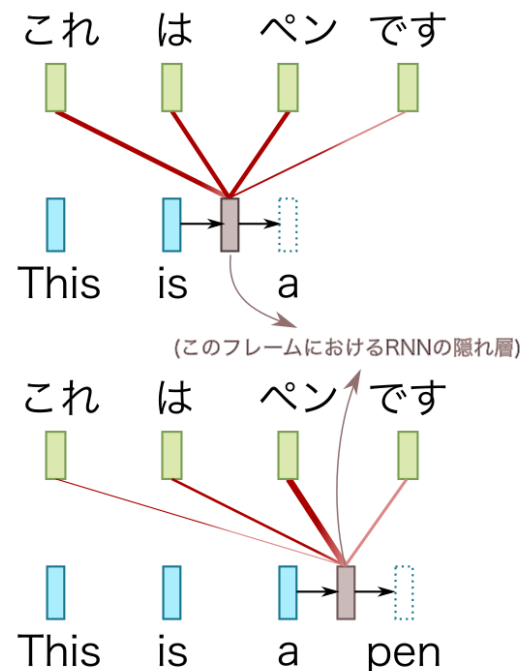 これ は ペン です
This is a
(このフレームにおけるRNNの隠れ層)
これ は ペン です
This is a pen